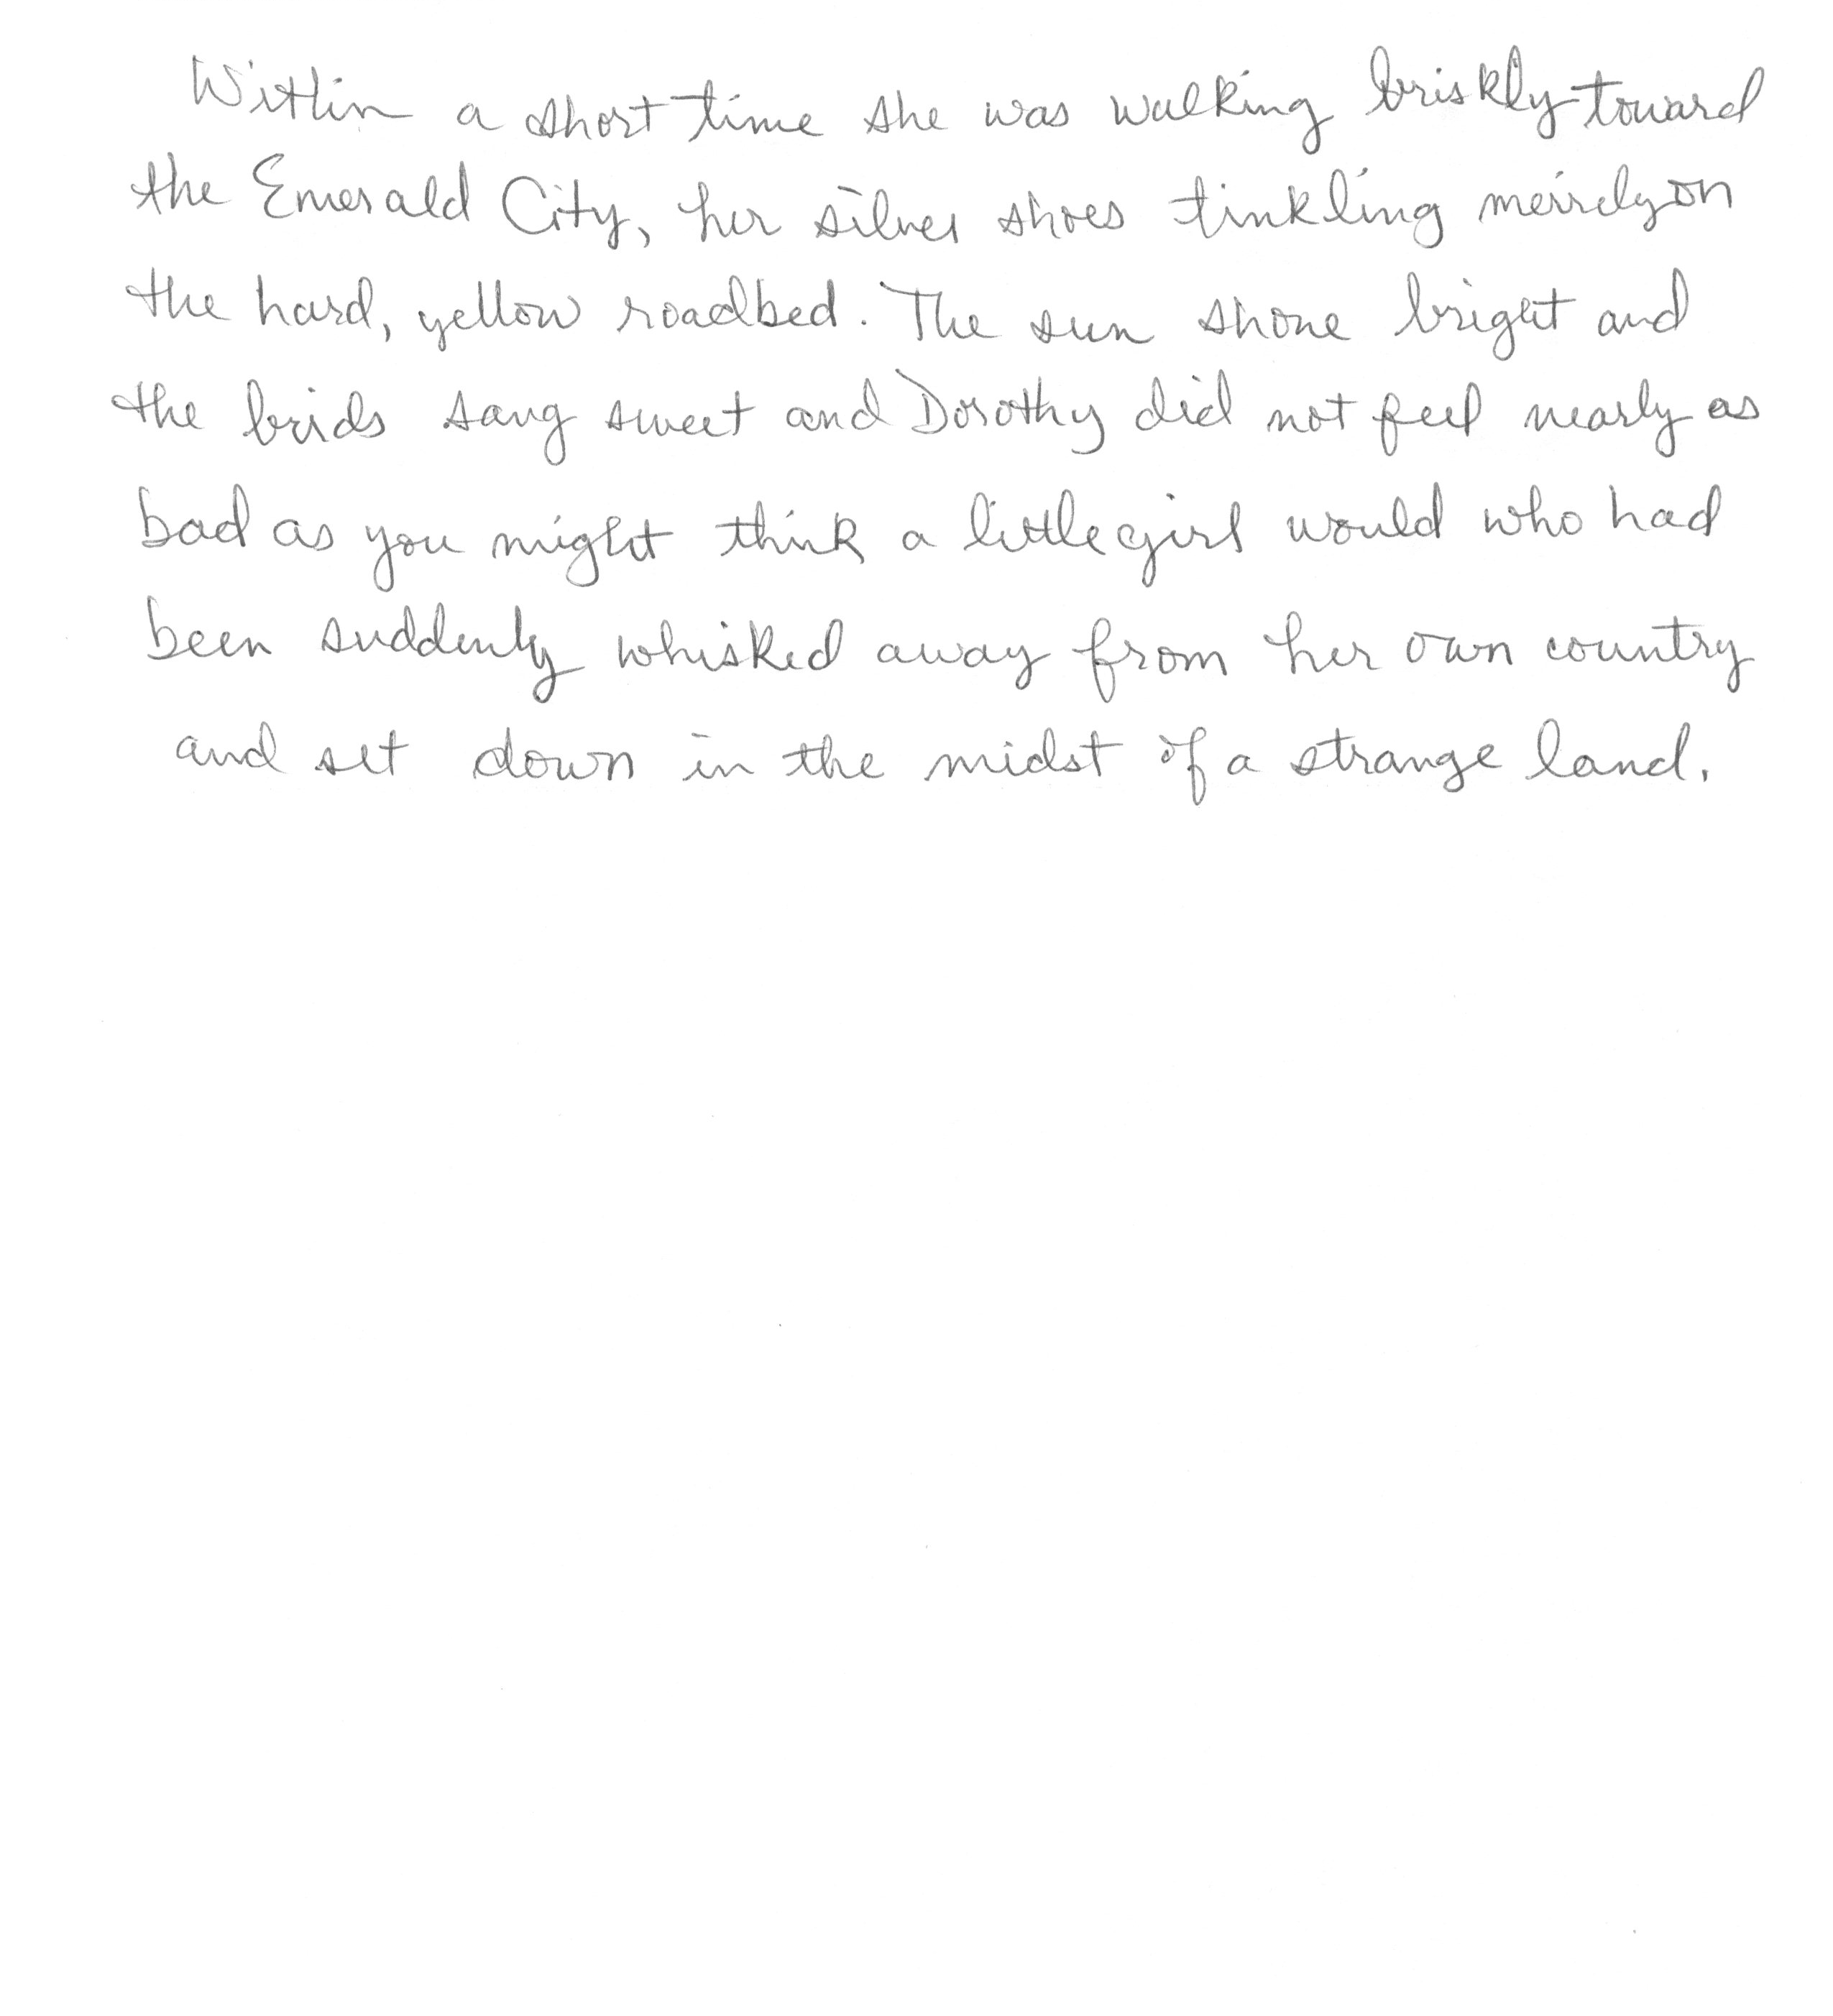 Within a short time she was walking briskly toward
the Emerald City, her silver shoes tinkling merrely on
the hard, yellow roadbed. The sun shone bright and
the brids sang sweet and Dorothy did not feel nearly as
bad as you might think a little girl would who had
been suddenly whisked away from her own country
and set down in the midst of a strange land.